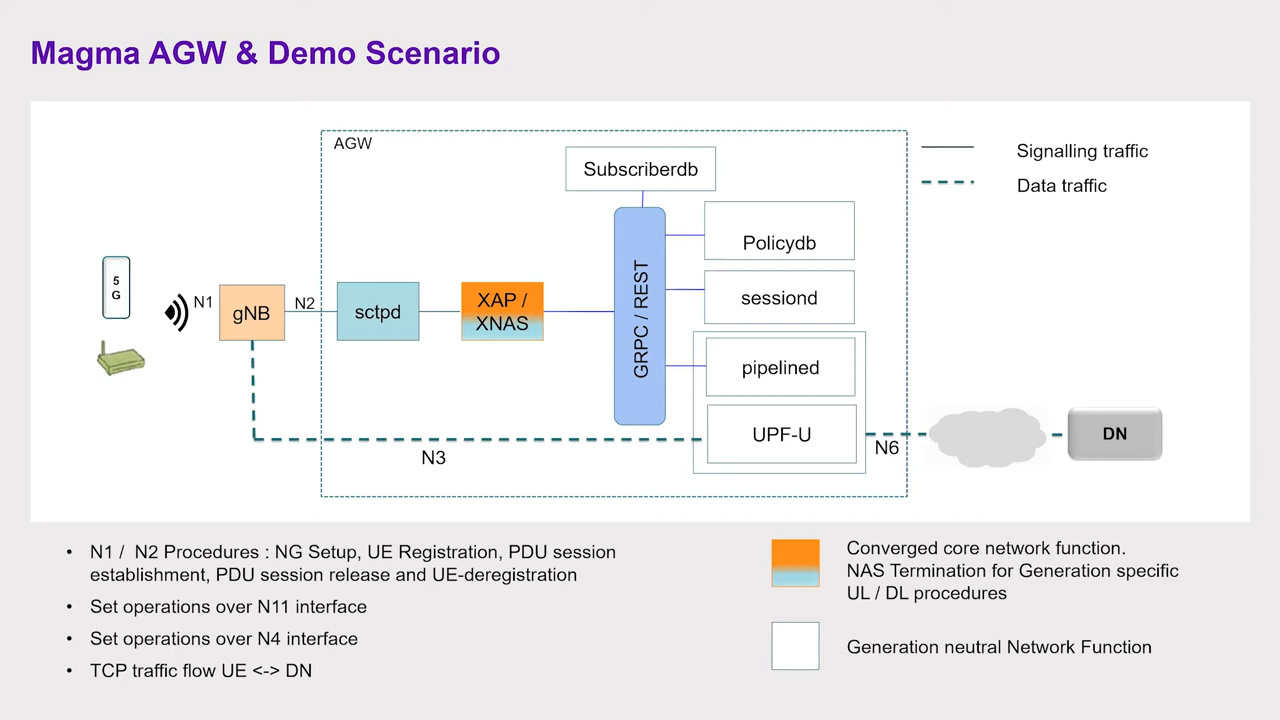 Magma AGW & Demo Scenario
AGW
Subscriberdb
Signalling traffic
Data traffic
Policydb
5
G
N1
gNB
N2
sctpd
XAP /
XNAS
GRPC / REST
sessiond
pipelined
UPF-U
N3
N6
DN
• N1 / N2 Procedures : NG Setup, UE Registration, PDU session
establishment, PDU session release and UE-deregistration
• Set operations over N11 interface
• Set operations over N4 interface
• TCP traffic flow UE <-> DN
Converged core network function.
NAS Termination for Generation specific
UL / DL procedures
Generation neutral Network Function